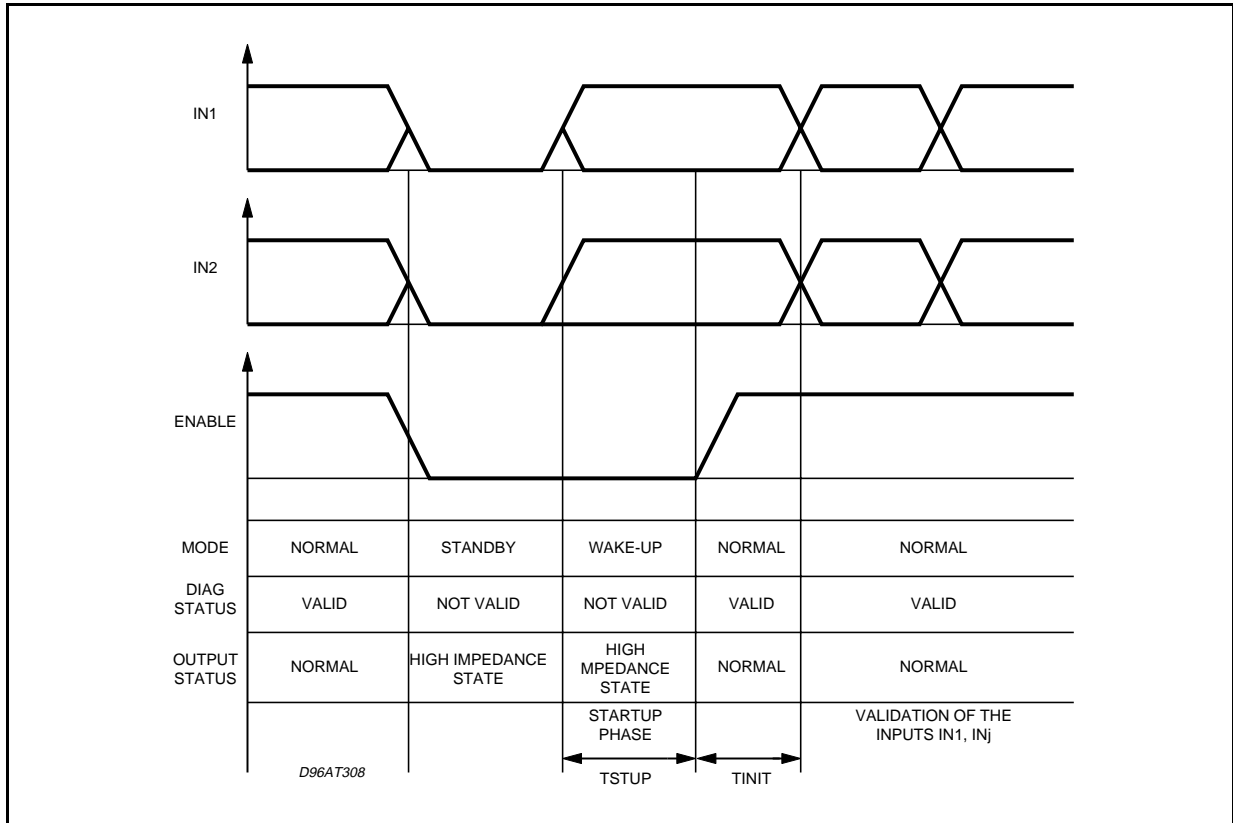 IN1
IN2
ENABLE
MODE NORMAL STANDBY WAKE-UP NORMAL NORMAL
DIAG
STATUS
VALID NOT VALID NOT VALID VALID VALID
OUTPUT
STATUS
NORMAL
HIGH IMPEDANCE
STATE
HIGH
MPEDANCE
STATE
NORMAL
NORMAL
STARTUP
PHASE
VALIDATION OF THE
INPUTS IN1, INj
D96AT308
TSTUP
TINIT